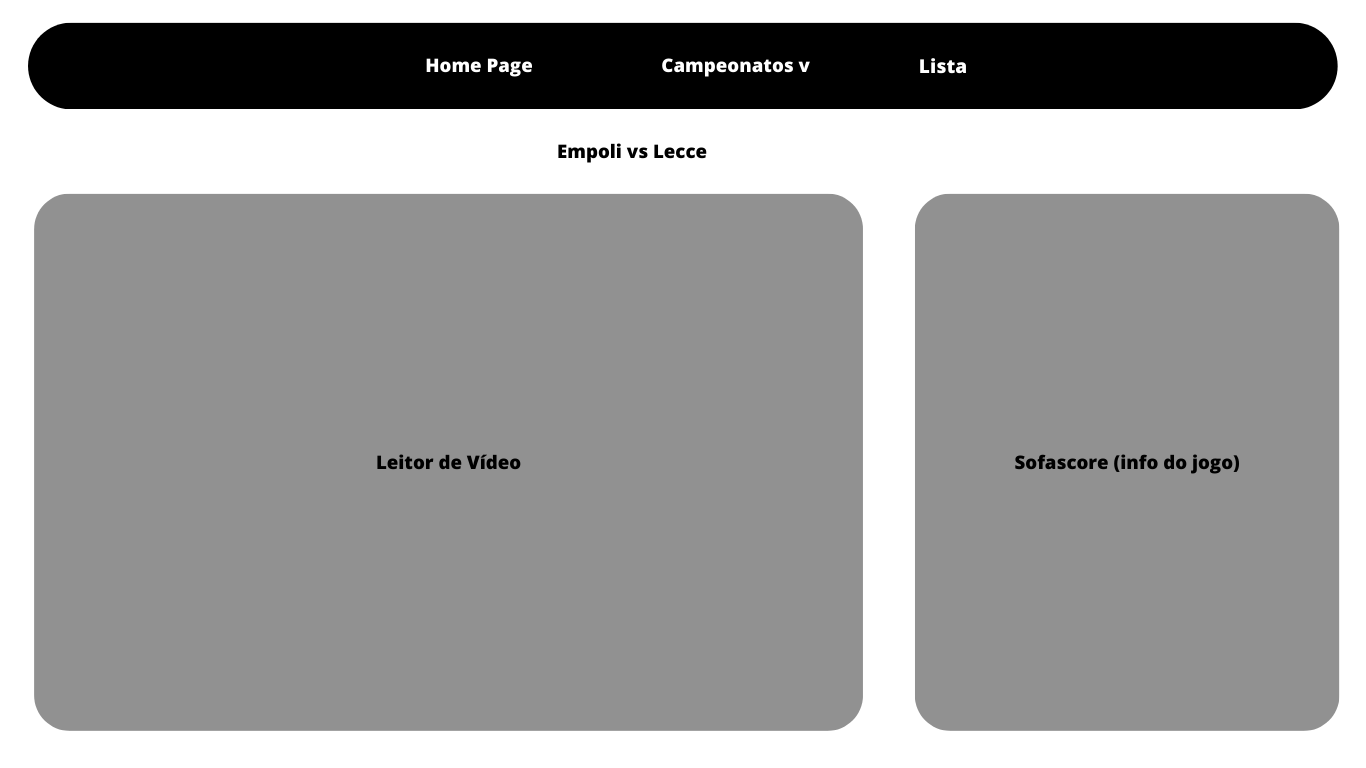 Home Page
Campeonatos v
Lista
Empoli vs Lecce
Leitor de Vídeo
Sofascore (info do jogo)